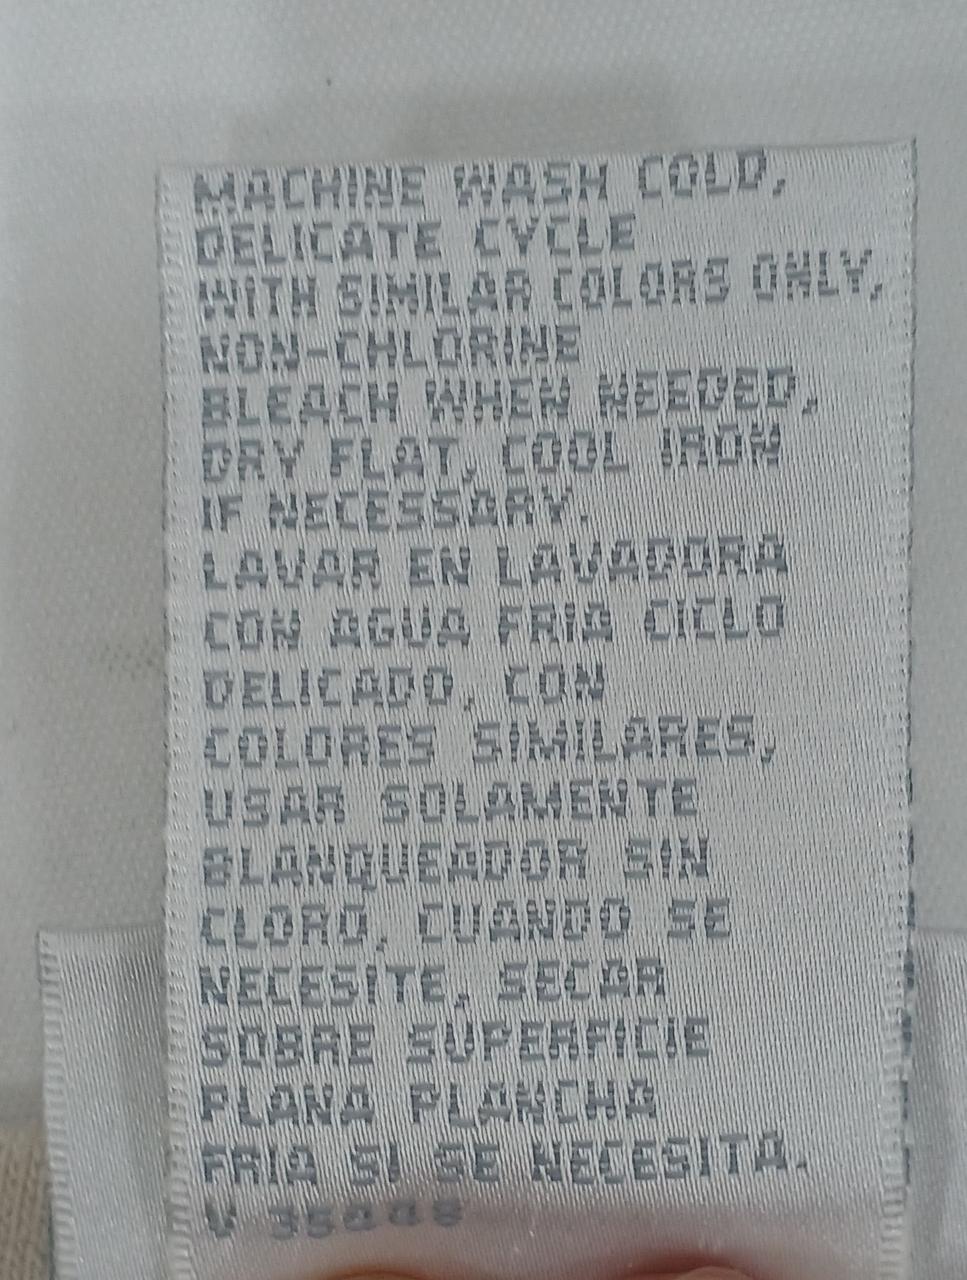 MACHINE WASH COLD,
DELICATE CYCLE
WITH SIMILAR COLORS ONLY,
NON-CHLORINE
BLEACH WHEN NEEDED,
DRY FLAT, COOL IRON
IF NECESSARY.
LAVAR EN LAVADORA
CON AGUA FRIA CICLO
DELICADO, CON
COLORES SIMILARES,
USAR SOLAMENTE
BLANQUEADOR SIN
CLORO, CUANDO SE
NECESITE, SECAR
SOBRE SUPERFICIE
PLANA PLANCHA
FRIA SI SE NECESITA.